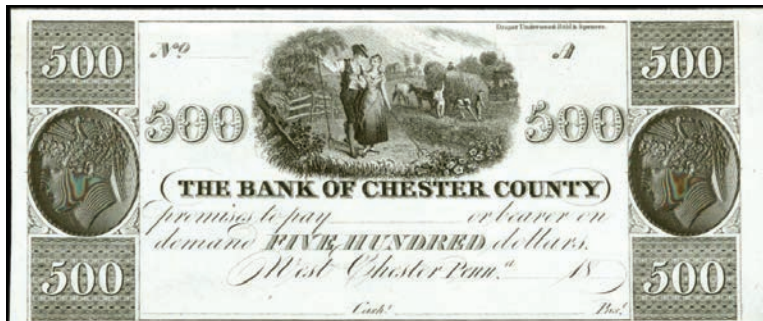 Draper Underwood Bald & Spencer.
500 No. A 500
500 500
THE BANK OF CHESTER COUNTY
promises to pay or bearer on
demand FIVE HUNDRED dollars.
West Chester Penn.ª 18
500 500
Cash.ʳ Pres.ᵗ